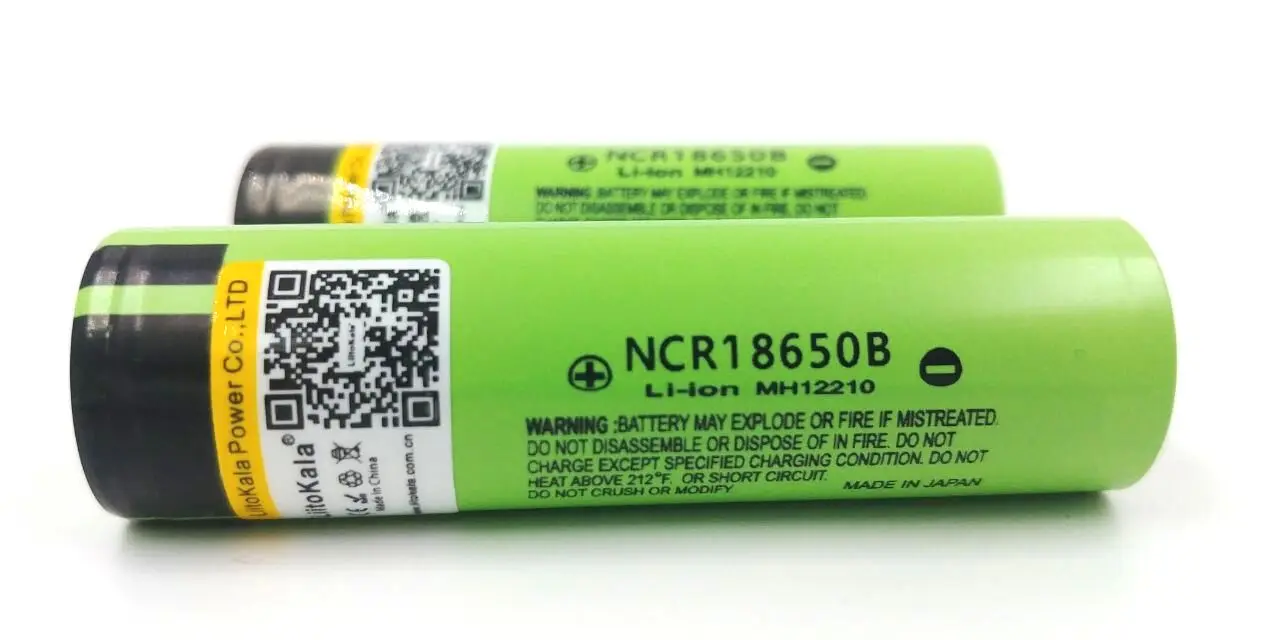 NCR18650B
Li-ion MH12210
WARNING :BATTERY MAY EXPLODE OR FIRE IF MISTREATED.
DO NOT DISASSEMBLE OR DISPOSE OF IN FIRE. DO NOT
LiitoKala Power Co.,LTD
LiitoKala
LiitoKala®
CE
Made in China
NCR18650B
Li-ion MH12210
WARNING :BATTERY MAY EXPLODE OR FIRE IF MISTREATED.
DO NOT DISASSEMBLE OR DISPOSE OF IN FIRE. DO NOT
CHARGE EXCEPT SPECIFIED CHARGING CONDITION. DO NOT
HEAT ABOVE 212°F. OR SHORT CIRCUIT.
DO NOT CRUSH OR MODIFY
MADE IN JAPAN